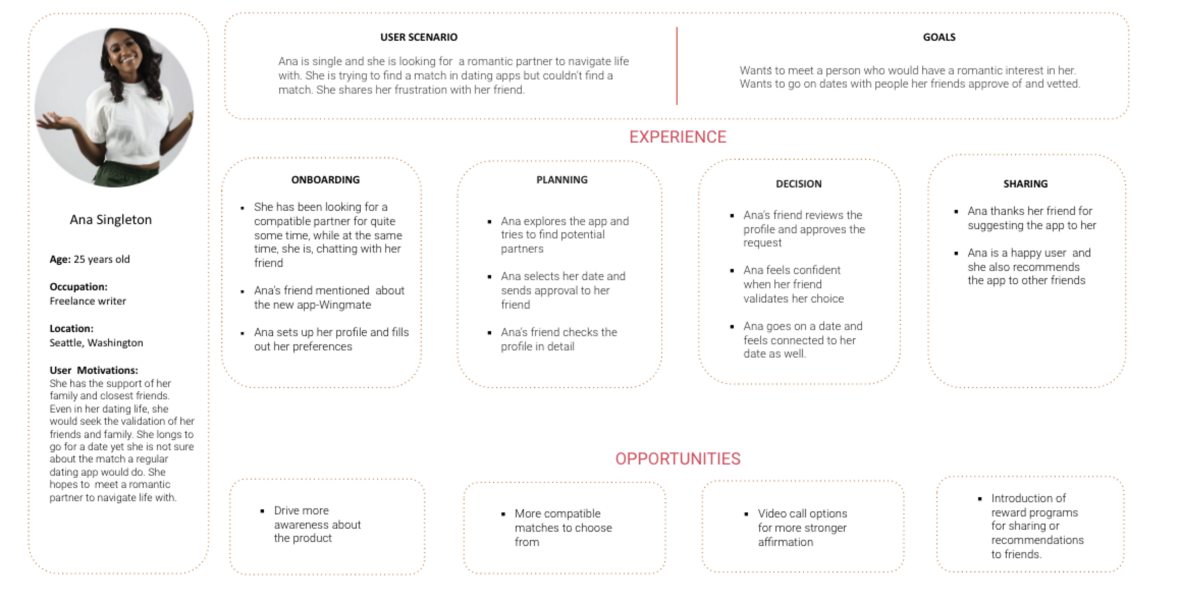 Ana Singleton
Age: 25 years old
Occupation:
Freelance writer
Location:
Seattle, Washington
User Motivations:
She has the support of her
family and closest friends.
Even in her dating life, she
would seek the validation of her
friends and family. She longs to
go for a date yet she is not sure
about the match a regular
dating app would do. She
hopes to meet a romantic
partner to navigate life with.
USER SCENARIO
Ana is single and she is looking for a romantic partner to navigate life
with. She is trying to find a match in dating apps but couldn't find a
match. She shares her frustration with her friend.
GOALS
Wants to meet a person who would have a romantic interest in her.
Wants to go on dates with people her friends approve of and vetted.
EXPERIENCE
ONBOARDING
▪ She has been looking for a
compatible partner for quite
some time, while at the same
time, she is, chatting with her
friend
▪ Ana's friend mentioned about
the new app-Wingmate
▪ Ana sets up her profile and fills
out her preferences
PLANNING
▪ Ana explores the app and
tries to find potential
partners
▪ Ana selects her date and
sends approval to her
friend
▪ Ana's friend checks the
profile in detail
DECISION
▪ Ana's friend reviews the
profile and approves the
request
▪ Ana feels confident
when her friend
validates her choice
▪ Ana goes on a date and
feels connected to her
date as well.
SHARING
▪ Ana thanks her friend for
suggesting the app to her
▪ Ana is a happy user and
she also recommends
the app to other friends
OPPORTUNITIES
▪ Drive more
awareness about
the product
▪ More compatible
matches to choose
from
▪ Video call options
for more stronger
affirmation
▪ Introduction of
reward programs
for sharing or
recommendations
to friends.